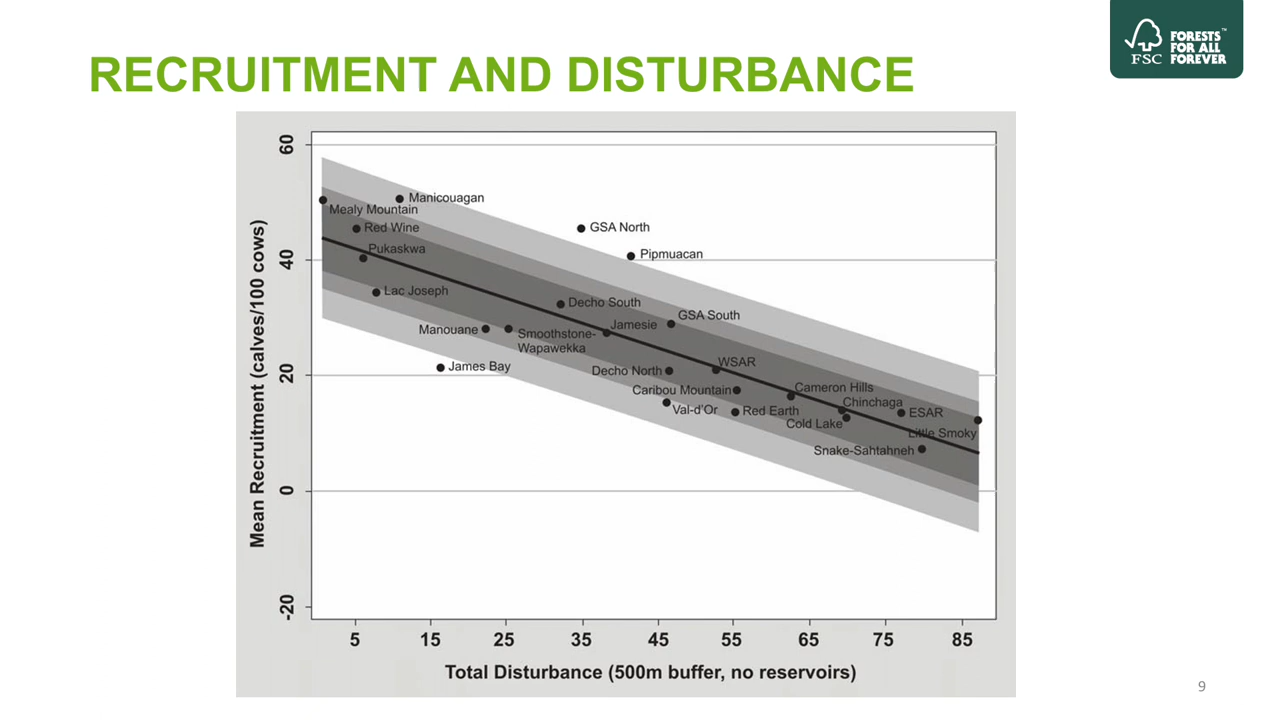 RECRUITMENT AND DISTURBANCE
FORESTS™
FOR ALL
FOREVER
FSC
Mean Recruitment (calves/100 cows)
60
40
20
0
-20
Manicouagan
Mealy Mountain
Red Wine
GSA North
Pukaskwa
Pipmuacan
Lac Joseph
Decho South
GSA South
Jamesie
Manouane
Smoothstone-
Wapawekka
James Bay
WSAR
Decho North
Caribou Mountain
Cameron Hills
Val-d'Or
Red Earth
Chinchaga
Cold Lake
ESAR
Little Smoky
Snake-Sahtahneh
5 15 25 35 45 55 65 75 85
Total Disturbance (500m buffer, no reservoirs)
9